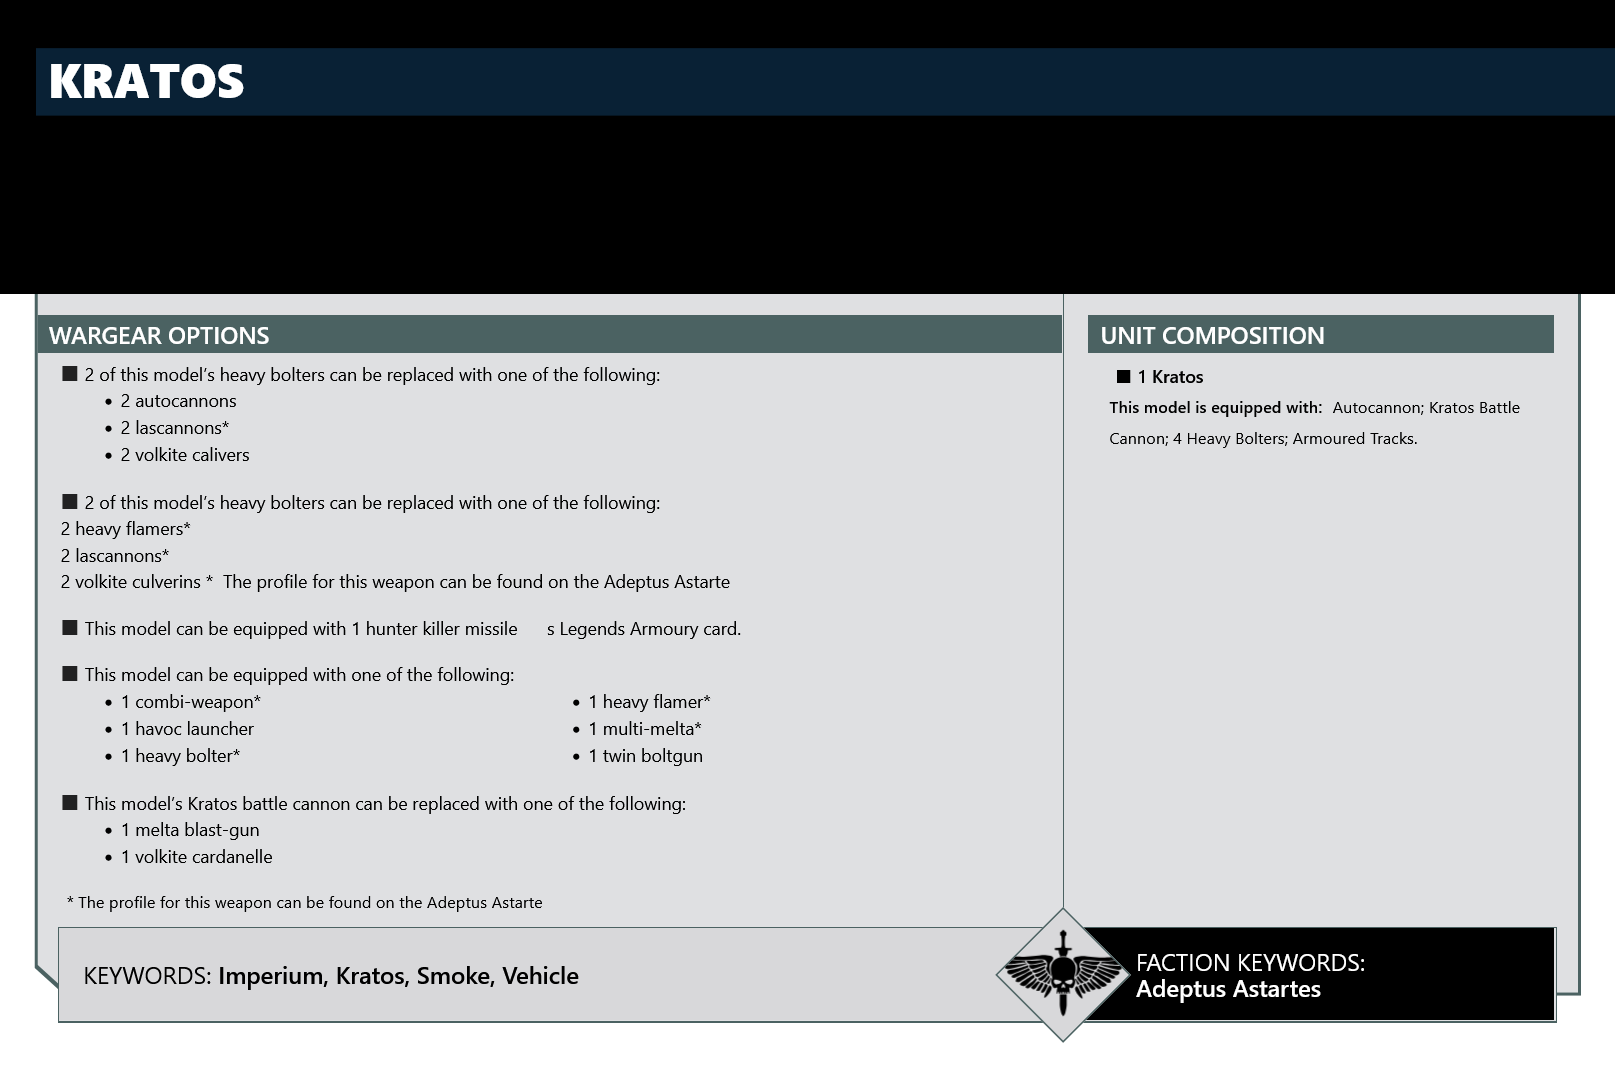 KRATOS
WARGEAR OPTIONS
■ 2 of this model's heavy bolters can be replaced with one of the following:
• 2 autocannons
• 2 lascannons*
• 2 volkite calivers
■ 2 of this model's heavy bolters can be replaced with one of the following:
2 heavy flamers*
2 lascannons*
2 volkite culverins * The profile for this weapon can be found on the Adeptus Astarte
■ This model can be equipped with 1 hunter killer missile s Legends Armoury card.
■ This model can be equipped with one of the following:
• 1 combi-weapon*
• 1 havoc launcher
• 1 heavy bolter*
• 1 heavy flamer*
• 1 multi-melta*
• 1 twin boltgun
■ This model's Kratos battle cannon can be replaced with one of the following:
• 1 melta blast-gun
• 1 volkite cardanelle
* The profile for this weapon can be found on the Adeptus Astarte
UNIT COMPOSITION
■ 1 Kratos
This model is equipped with: Autocannon; Kratos Battle
Cannon; 4 Heavy Bolters; Armoured Tracks.
KEYWORDS: Imperium, Kratos, Smoke, Vehicle
FACTION KEYWORDS:
Adeptus Astartes